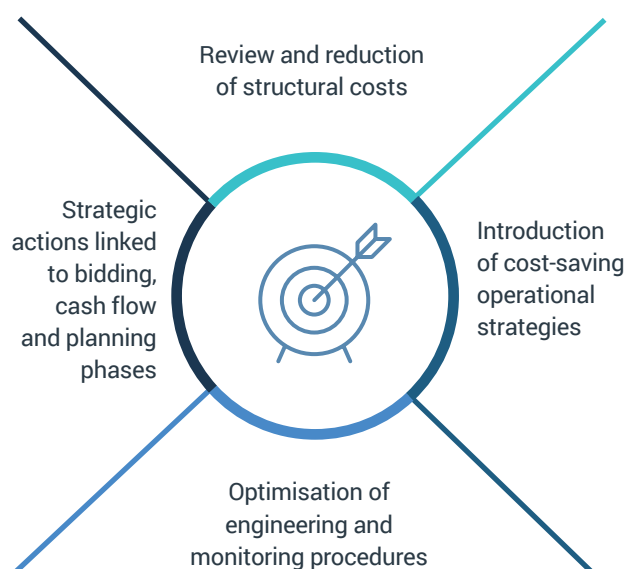 Review and reduction
of structural costs
Strategic
actions linked
to bidding,
cash flow
and planning
phases
Introduction
of cost-saving
operational
strategies
Optimisation of
engineering and
monitoring procedures